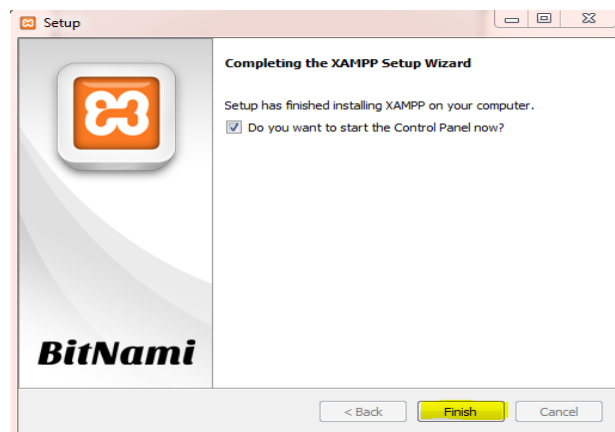 Setup
Completing the XAMPP Setup Wizard
Setup has finished installing XAMPP on your computer.
Do you want to start the Control Panel now?
BitNami
< Back
Finish
Cancel